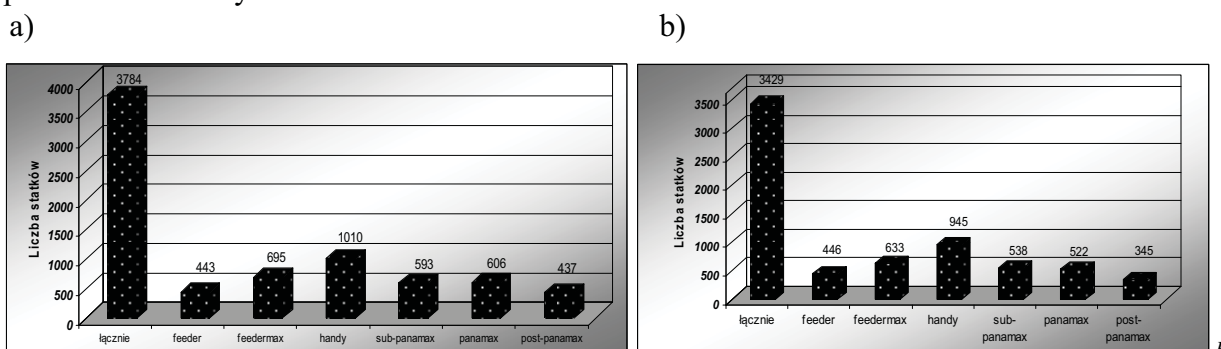 a)
b)
3784
4000
3500
3000
2500
2000
1500
1000
500
0
Liczba statków
443
695
1010
593
606
437
łącznie
feeder
feedermax
handy
sub-panamax
panamax
post-panamax
3429
3500
3000
2500
2000
1500
1000
500
0
Liczba statków
446
633
945
538
522
345
łącznie
feeder
feedermax
handy
sub-
panamax
panamax
post-
panamax